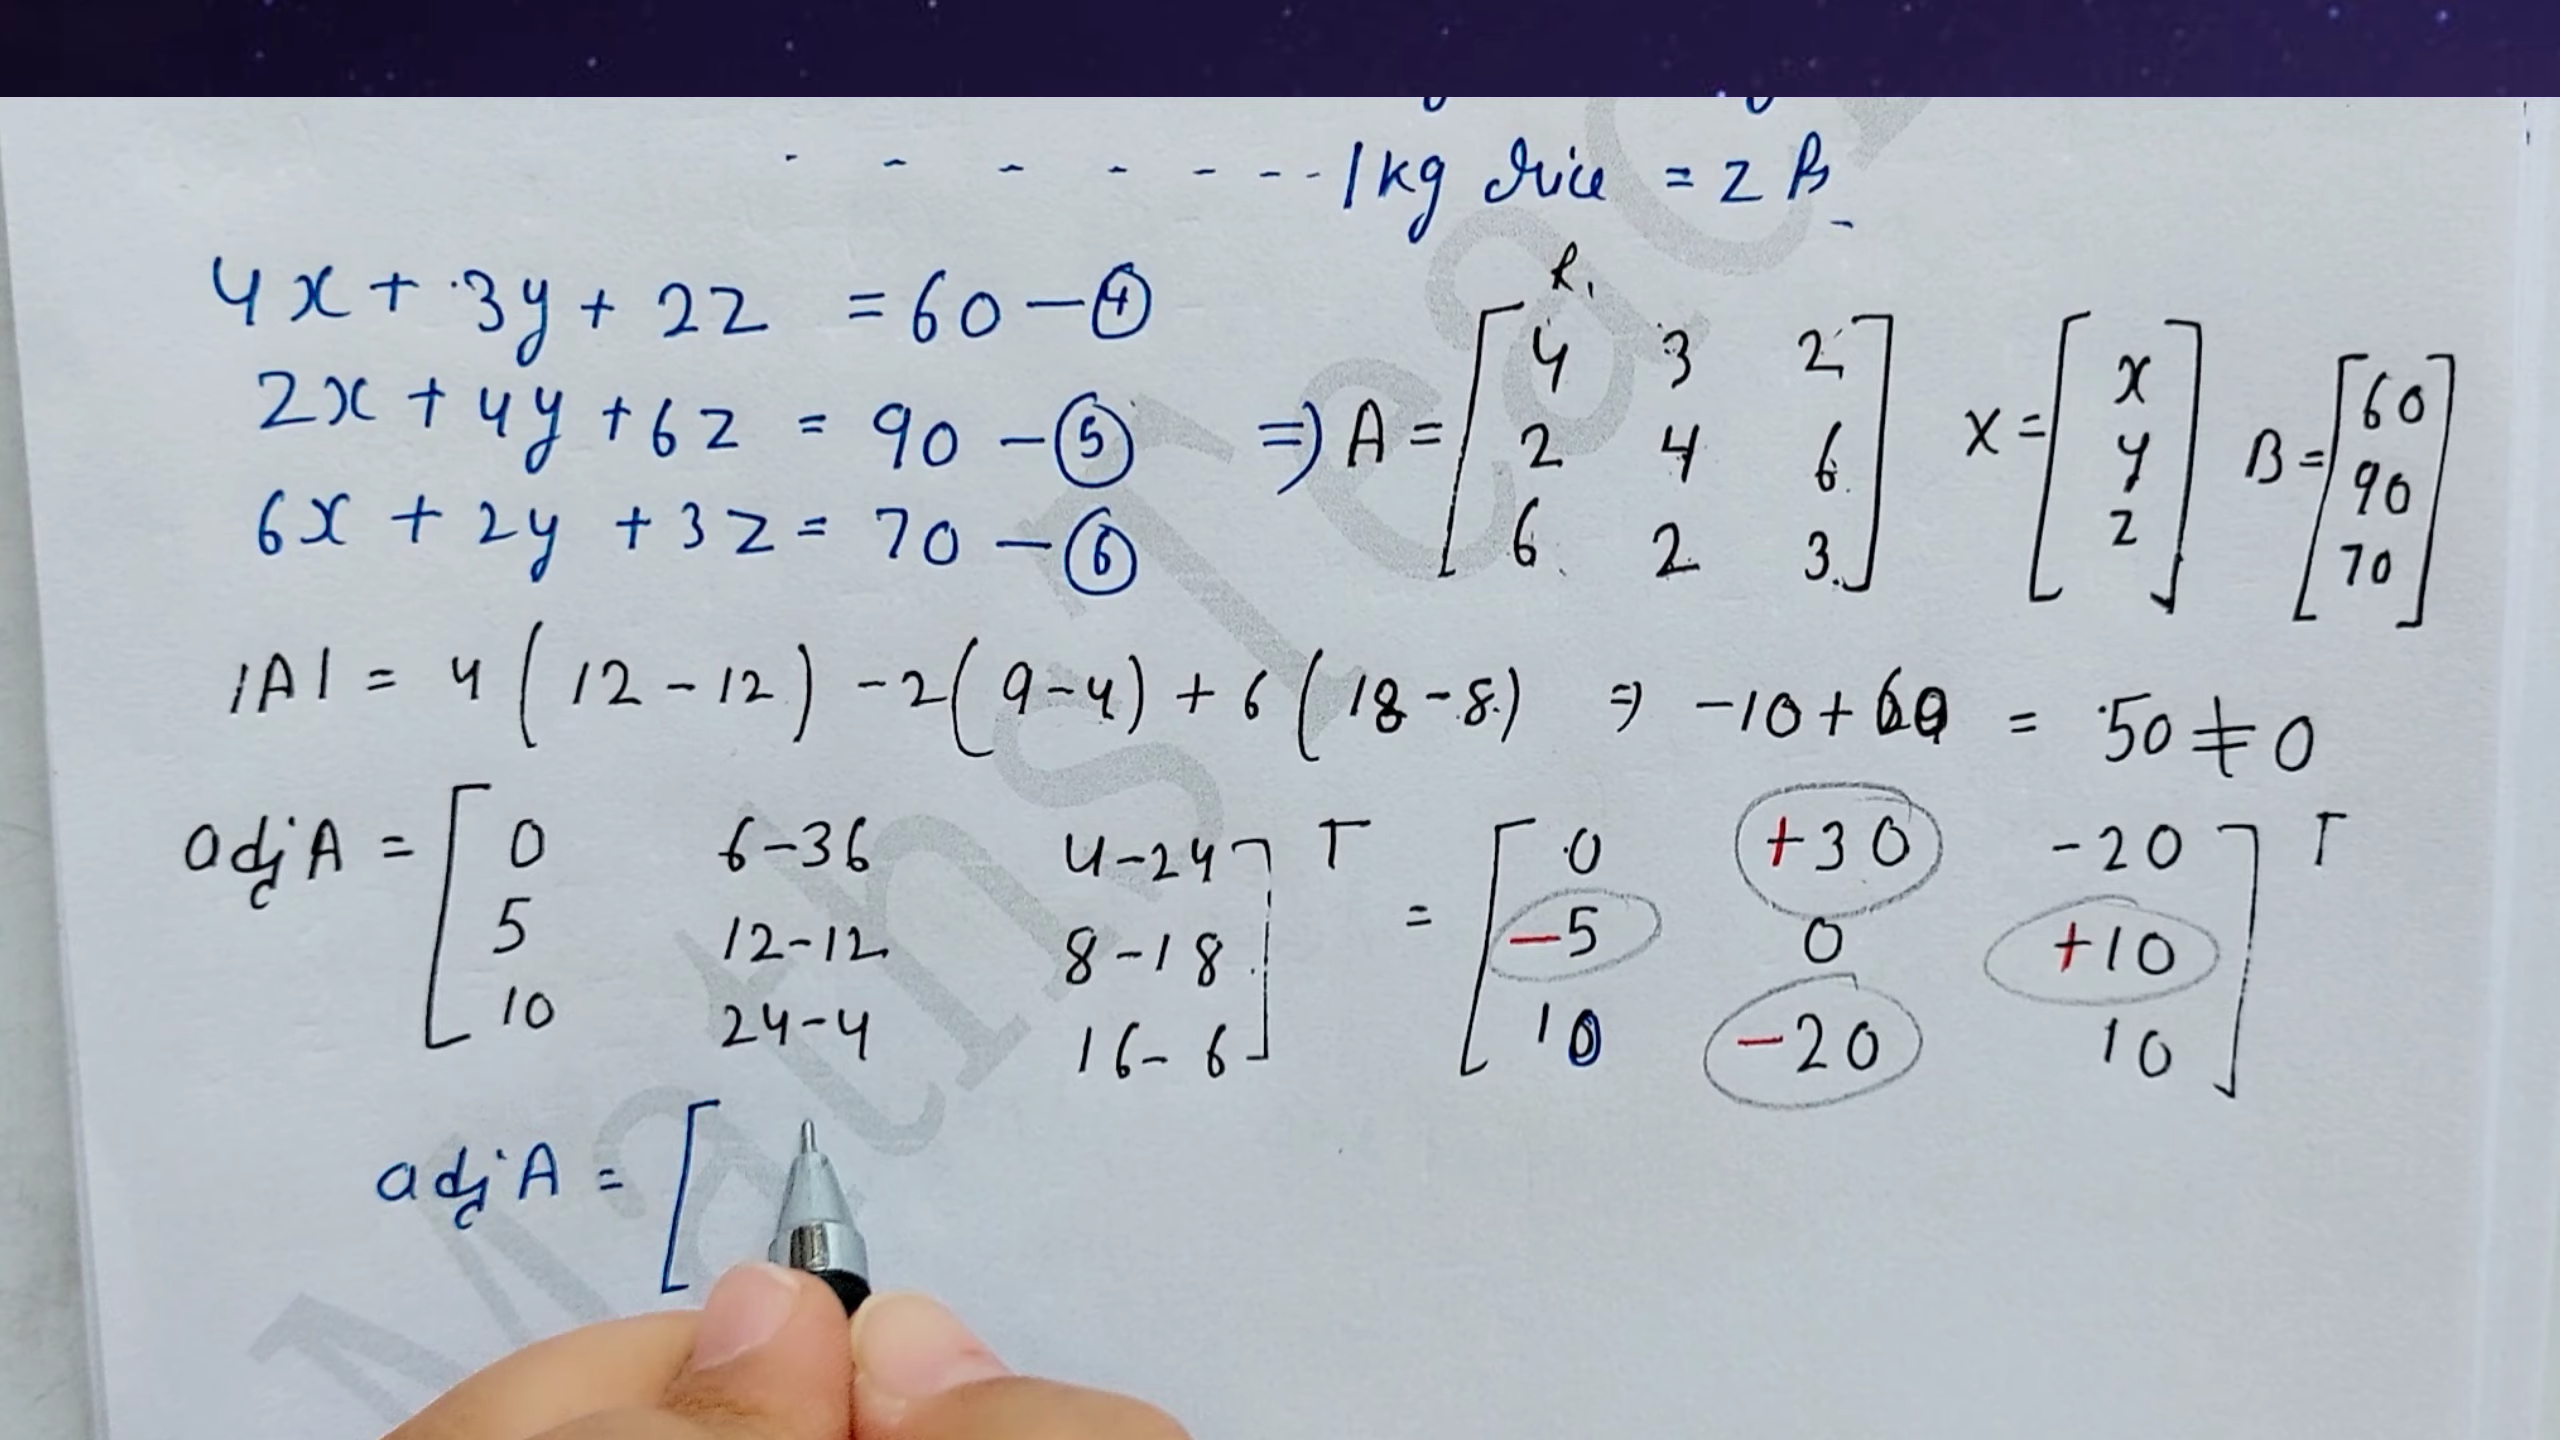 - - - - - - - 1 kg rice = z Rs
4x + 3y + 2z = 60 — ④
2x + 4y + 6z = 90 — ⑤
6x + 2y + 3z = 70 — ⑥
R₁
⇒ A = [4 3 2
2 4 6
6 2 3] X = [x
y
z] B = [60
90
70]
|A| = 4(12-12) -2(9-4) + 6(18-8) ⇒ -10+60 = 50 ≠ 0
adj A = [0 6-36 4-24
5 12-12 8-18
10 24-4 16-6]ᵀ = [0 +30 -20
-5 0 +10
10 -20 10]ᵀ
adj A = [